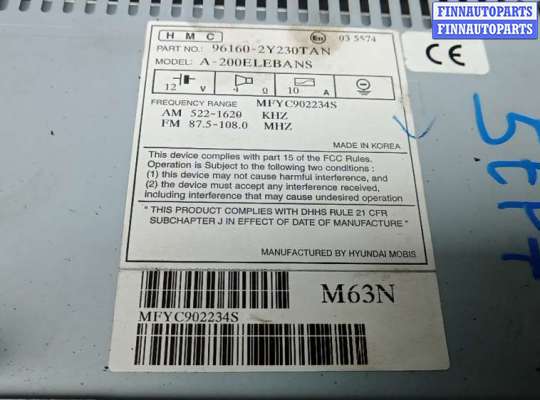 FINNAUTOPARTS
FINNAUTOPARTS
H M C
03 5574
PART NO.: 96160-2Y230TAN
MODEL: A-200ELEBANS
12 V 4 Ω 10 A
FREQUENCY RANGE MFYC902234S
AM 522-1620 KHZ
FM 87.5-108.0 MHZ
CE
MADE IN KOREA
This device complies with part 15 of the FCC Rules.
Operation is Subject to the following two conditions :
(1) this device may not cause harmful interference, and
(2) the device must accept any interference received,
including interference that may cause undesired operation
" THIS PRODUCT COMPLIES WITH DHHS RULE 21 CFR
SUBCHAPTER J IN EFFECT OF DATE OF MANUFACTURE "
MANUFACTURED BY HYUNDAI MOBIS
M63N
MFYC902234S